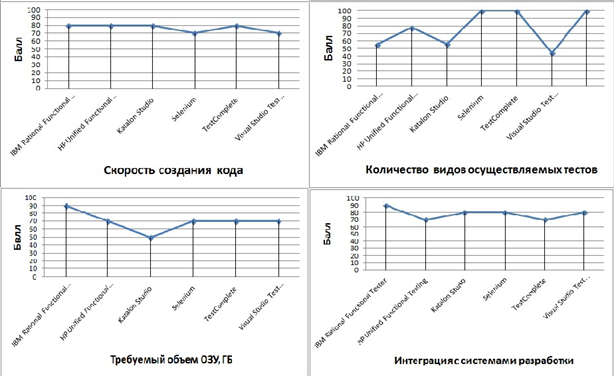 Балл
80
70
60
50
40
30
20
10
0
IBM Rational Functional...
HP Unified Functional...
Katalon Studio
Selenium
TestComplete
Visual Studio Test...
Скорость создания кода
Балл
100
90
80
70
60
50
40
30
20
10
0
IBM Rational Functional...
HP Unified Functional...
Katalon Studio
Selenium
TestComplete
Visual Studio Test...
Количество видов осуществляемых тестов
Балл
100
90
80
70
60
50
40
30
20
10
0
IBM Rational Functional...
HP Unified Functional...
Katalon Studio
Selenium
TestComplete
Visual Studio Test...
Требуемый объем ОЗУ, ГБ
Балл
100
90
80
70
60
50
40
30
20
10
0
IBM Rational Functional Tester
HP Unified Functional Testing
Katalon Studio
Selenium
TestComplete
Visual Studio Test...
Интеграция с системами разработки